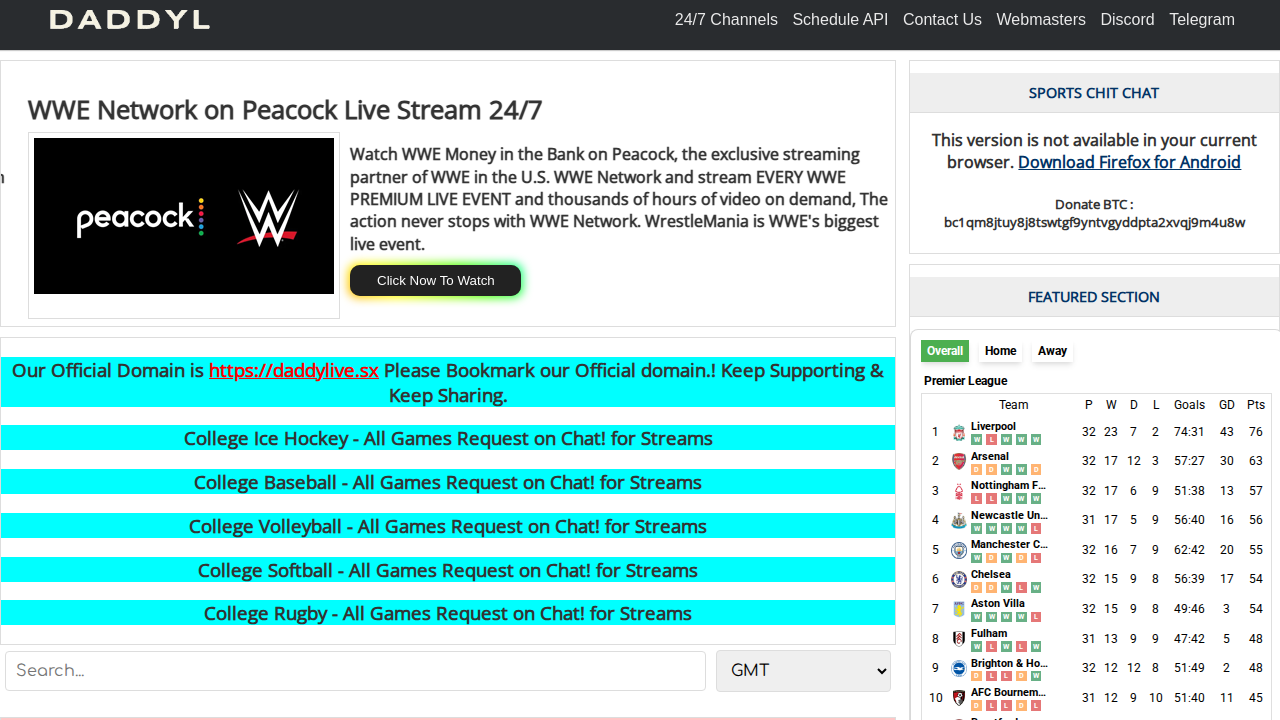 DADDYL
24/7 Channels Schedule API Contact Us Webmasters Discord Telegram
WWE Network on Peacock Live Stream 24/7
peacock W
Watch WWE Money in the Bank on Peacock, the exclusive streaming
partner of WWE in the U.S. WWE Network and stream EVERY WWE
PREMIUM LIVE EVENT and thousands of hours of video on demand, The
action never stops with WWE Network. WrestleMania is WWE's biggest
live event.
Click Now To Watch
Our Official Domain is https://daddylive.sx Please Bookmark our Official domain.! Keep Supporting &
Keep Sharing.
College Ice Hockey - All Games Request on Chat! for Streams
College Baseball - All Games Request on Chat! for Streams
College Volleyball - All Games Request on Chat! for Streams
College Softball - All Games Request on Chat! for Streams
College Rugby - All Games Request on Chat! for Streams
Search...
GMT
SPORTS CHIT CHAT
This version is not available in your current
browser. Download Firefox for Android
Donate BTC :
bc1qm8jtuy8j8tswtgf9yntvgyddpta2xvqj9m4u8w
FEATURED SECTION
Overall Home Away
Premier League
Team P W D L Goals GD Pts
1 Liverpool 32 23 7 2 74:31 43 76
W L W W W
2 Arsenal 32 17 12 3 57:27 30 63
D D W W D
3 Nottingham F... 32 17 6 9 51:38 13 57
L L W W W
4 Newcastle Un... 31 17 5 9 56:40 16 56
W W W W L
5 Manchester C... 32 16 7 9 62:42 20 55
W D W D L
6 Chelsea 32 15 9 8 56:39 17 54
D D W L W
7 Aston Villa 32 15 9 8 49:46 3 54
W W W W L
8 Fulham 31 13 9 9 47:42 5 48
W L W L W
9 Brighton & Ho... 32 12 12 8 51:49 2 48
D L L D W
10 AFC Bournem... 31 12 9 10 51:40 11 45
D L L D L